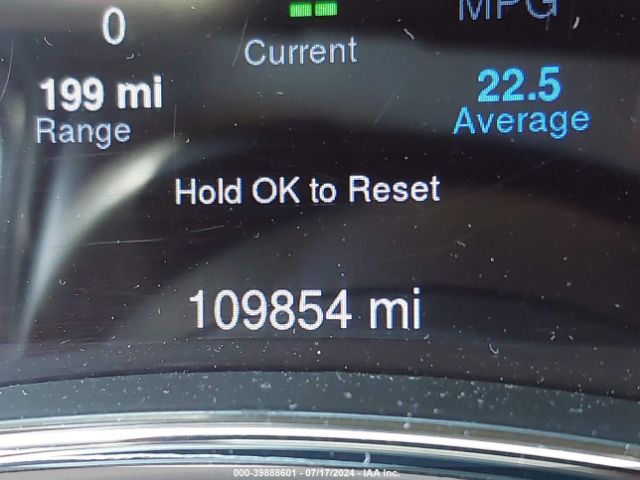 MPG
0
Current
199 mi
22.5
Range
Average
Hold OK to Reset
109854 mi
000-39888601 - 07/17/2024 - IAA Inc.